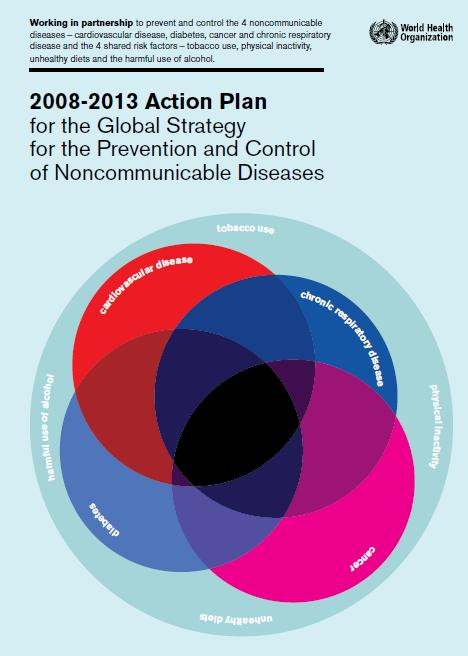 Working in partnership to prevent and control the 4 noncommunicable
diseases – cardiovascular disease, diabetes, cancer and chronic respiratory
disease and the 4 shared risk factors – tobacco use, physical inactivity,
unhealthy diets and the harmful use of alcohol.
World Health
Organization
2008-2013 Action Plan
for the Global Strategy
for the Prevention and Control
of Noncommunicable Diseases
tobacco use
cardiovascular disease
chronic respiratory disease
harmful use of alcohol
physical inactivity
diabetes
cancer
unhealthy diets